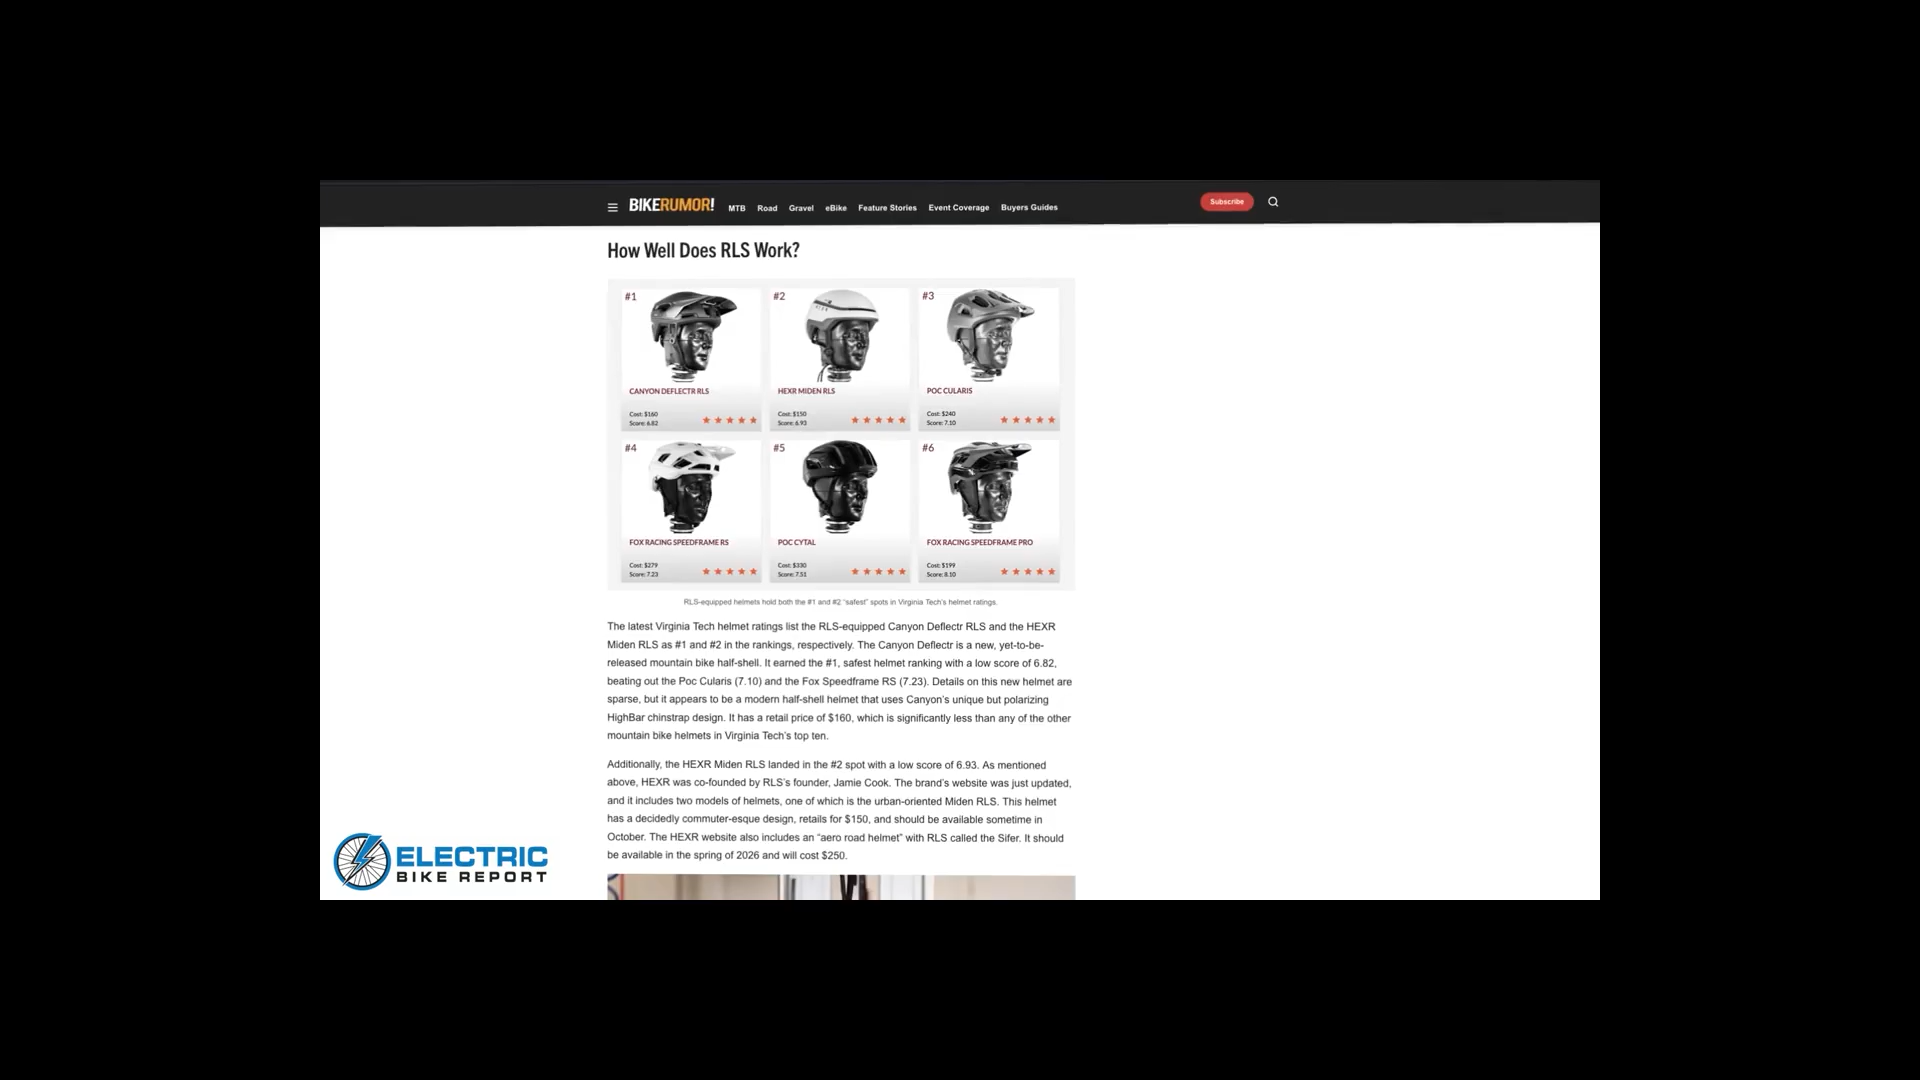 BIKERUMOR! MTB Road Gravel eBike Feature Stories Event Coverage Buyers Guides Subscribe
How Well Does RLS Work?
#1 #2 #3
CANYON DEFLECTR RLS HEXR MIDEN RLS POC CULARIS
Cost: $160 Cost: $150 Cost: $240
Score: 6.82 Score: 6.93 Score: 7.10
#4 #5 #6
FOX RACING SPEEDFRAME RS POC CYTAL FOX RACING SPEEDFRAME PRO
Cost: $279 Cost: $330 Cost: $199
Score: 7.23 Score: 7.51 Score: 8.10
RLS-equipped helmets hold both the #1 and #2 “safest” spots in Virginia Tech's helmet ratings.
The latest Virginia Tech helmet ratings list the RLS-equipped Canyon Deflectr RLS and the HEXR
Miden RLS as #1 and #2 in the rankings, respectively. The Canyon Deflectr is a new, yet-to-be-
released mountain bike half-shell. It earned the #1, safest helmet ranking with a low score of 6.82,
beating out the Poc Cularis (7.10) and the Fox Speedframe RS (7.23). Details on this new helmet are
sparse, but it appears to be a modern half-shell helmet that uses Canyon's unique but polarizing
HighBar chinstrap design. It has a retail price of $160, which is significantly less than any of the other
mountain bike helmets in Virginia Tech's top ten.
Additionally, the HEXR Miden RLS landed in the #2 spot with a low score of 6.93. As mentioned
above, HEXR was co-founded by RLS's founder, Jamie Cook. The brand's website was just updated,
and it includes two models of helmets, one of which is the urban-oriented Miden RLS. This helmet
has a decidedly commuter-esque design, retails for $150, and should be available sometime in
October. The HEXR website also includes an “aero road helmet” with RLS called the Sifer. It should
be available in the spring of 2026 and will cost $250.
ELECTRIC
BIKE REPORT